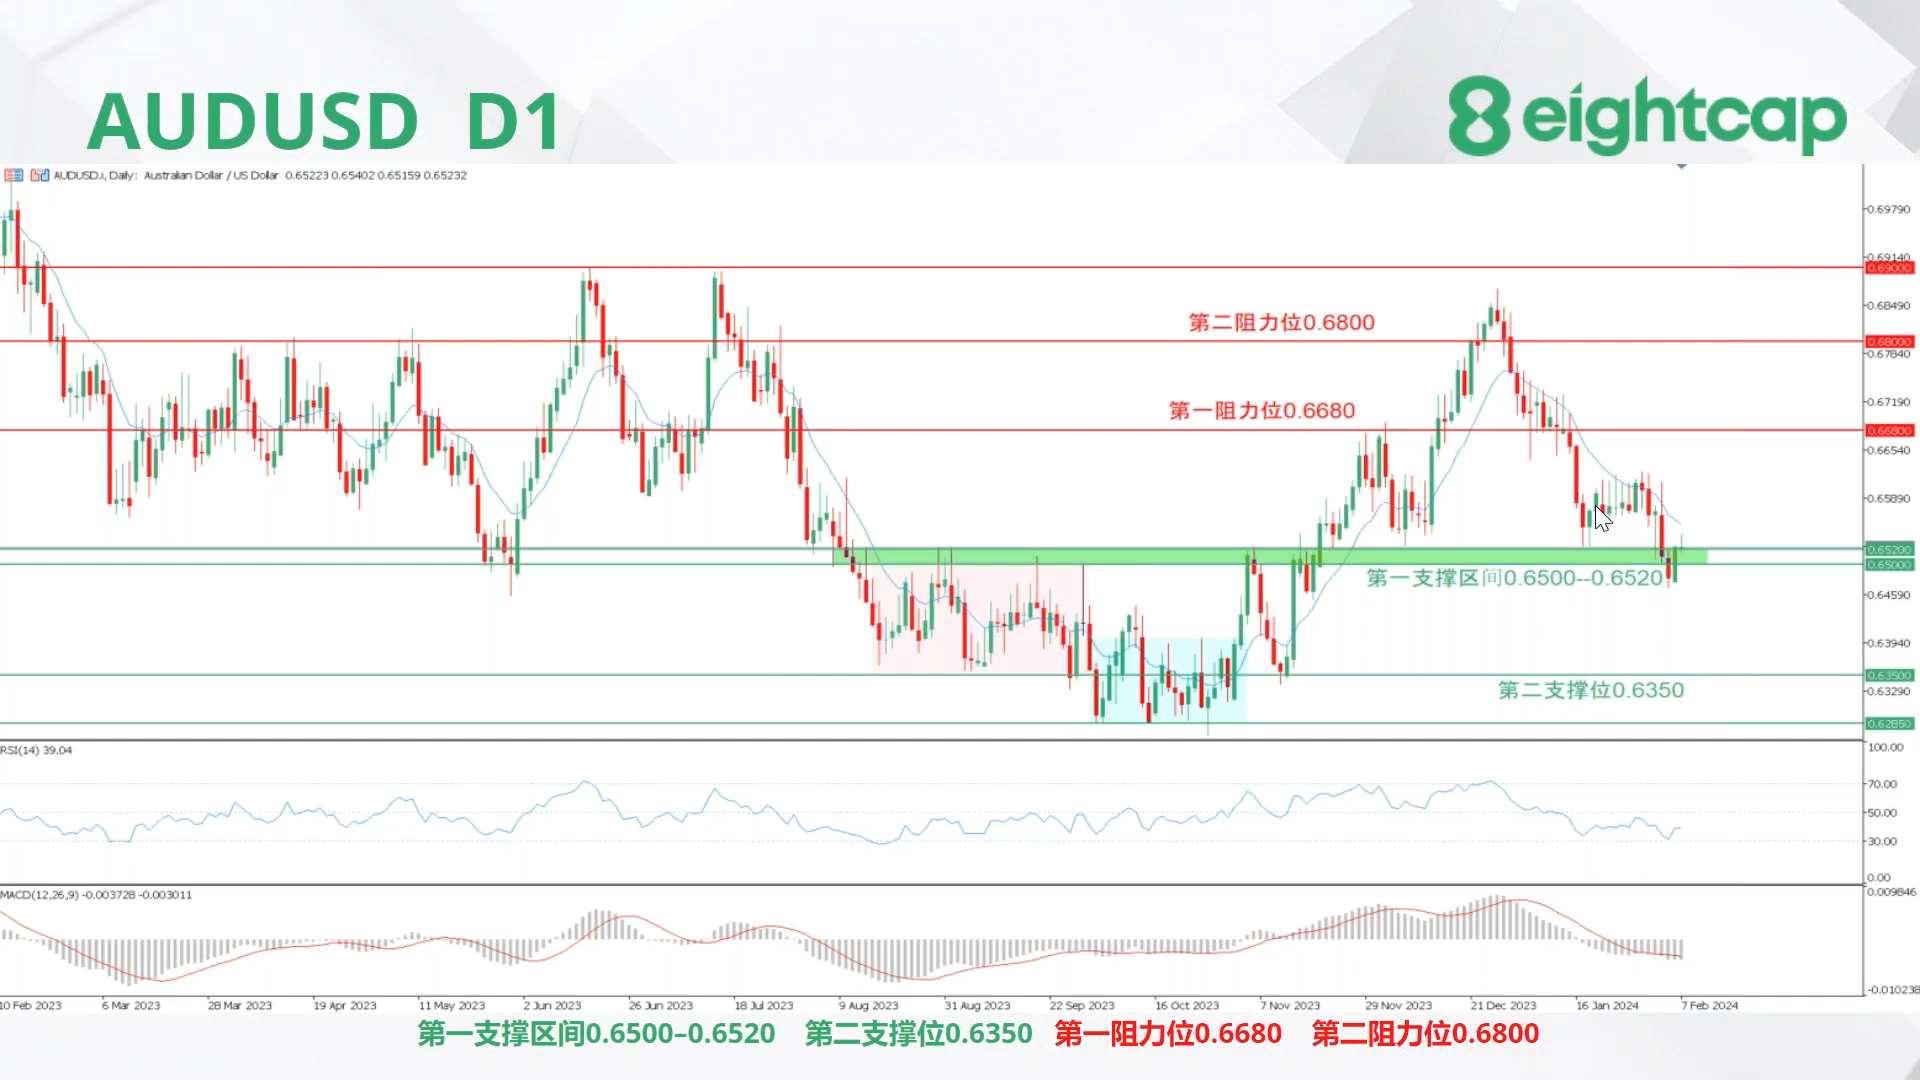 AUDUSD D1
8 eightcap
AUDUSD.i, Daily: Australian Dollar / US Dollar 0.65223 0.65402 0.65159 0.65232
0.69790
0.69140
0.69000
0.68490
第二阻力位0.6800
0.68000
0.67840
0.67190
第一阻力位0.6680
0.66800
0.66540
0.65890
0.65200
0.65000
第一支撑区间0.6500--0.6520
0.64590
0.63940
0.63500
第二支撑位0.6350
0.63290
0.62850
RSI(14) 39.04
100.00
70.00
50.00
30.00
0.00
MACD(12,26,9) -0.003728 -0.003011
0.009846
-0.010238
10 Feb 2023 6 Mar 2023 28 Mar 2023 19 Apr 2023 11 May 2023 2 Jun 2023 26 Jun 2023 18 Jul 2023 9 Aug 2023 31 Aug 2023 22 Sep 2023 16 Oct 2023 7 Nov 2023 29 Nov 2023 21 Dec 2023 16 Jan 2024 7 Feb 2024
第一支撑区间0.6500–0.6520 第二支撑位0.6350 第一阻力位0.6680 第二阻力位0.6800